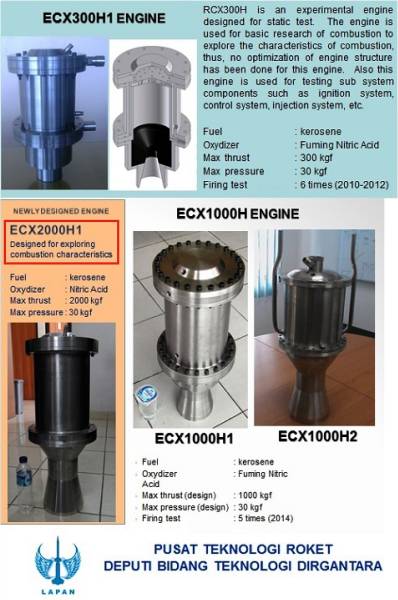 ECX300H1 ENGINE
RCX300H is an experimental engine
designed for static test. The engine is
used for basic research of combustion to
explore the characteristics of combustion,
thus, no optimization of engine structure
has been done for this engine. Also this
engine is used for testing sub system
components such as ignition system,
control system, injection system, etc.
Fuel : kerosene
Oxydizer : Fuming Nitric Acid
Max thrust : 300 kgf
Max pressure : 30 kgf
Firing test : 6 times (2010-2012)
NEWLY DESIGNED ENGINE
ECX2000H1
Designed for exploring
combustion characteristics
Fuel : kerosene
Oxydizer : Nitric Acid
Max thrust : 2000 kgf
Max pressure : 30 kgf
ECX1000H ENGINE
ECX1000H1
ECX1000H2
Fuel : kerosene
Oxydizer : Fuming Nitric
Acid
Max thrust (design) : 1000 kgf
Max pressure (design) : 30 kgf
Firing test : 5 times (2014)
LAPAN
PUSAT TEKNOLOGI ROKET
DEPUTI BIDANG TEKNOLOGI DIRGANTARA